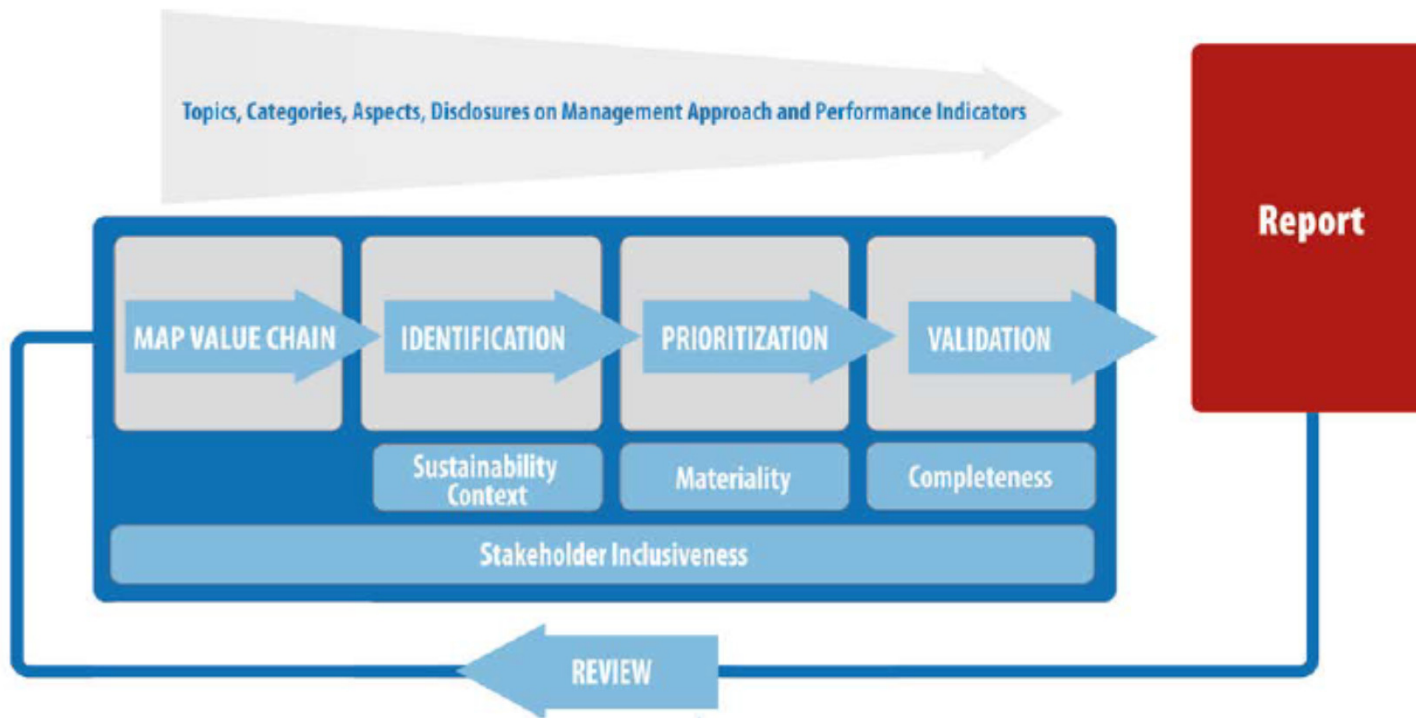 Topics, Categories, Aspects, Disclosures on Management Approach and Performance Indicators
Report
MAP VALUE CHAIN
IDENTIFICATION
PRIORITIZATION
VALIDATION
Sustainability
Context
Materiality
Completeness
Stakeholder Inclusiveness
REVIEW